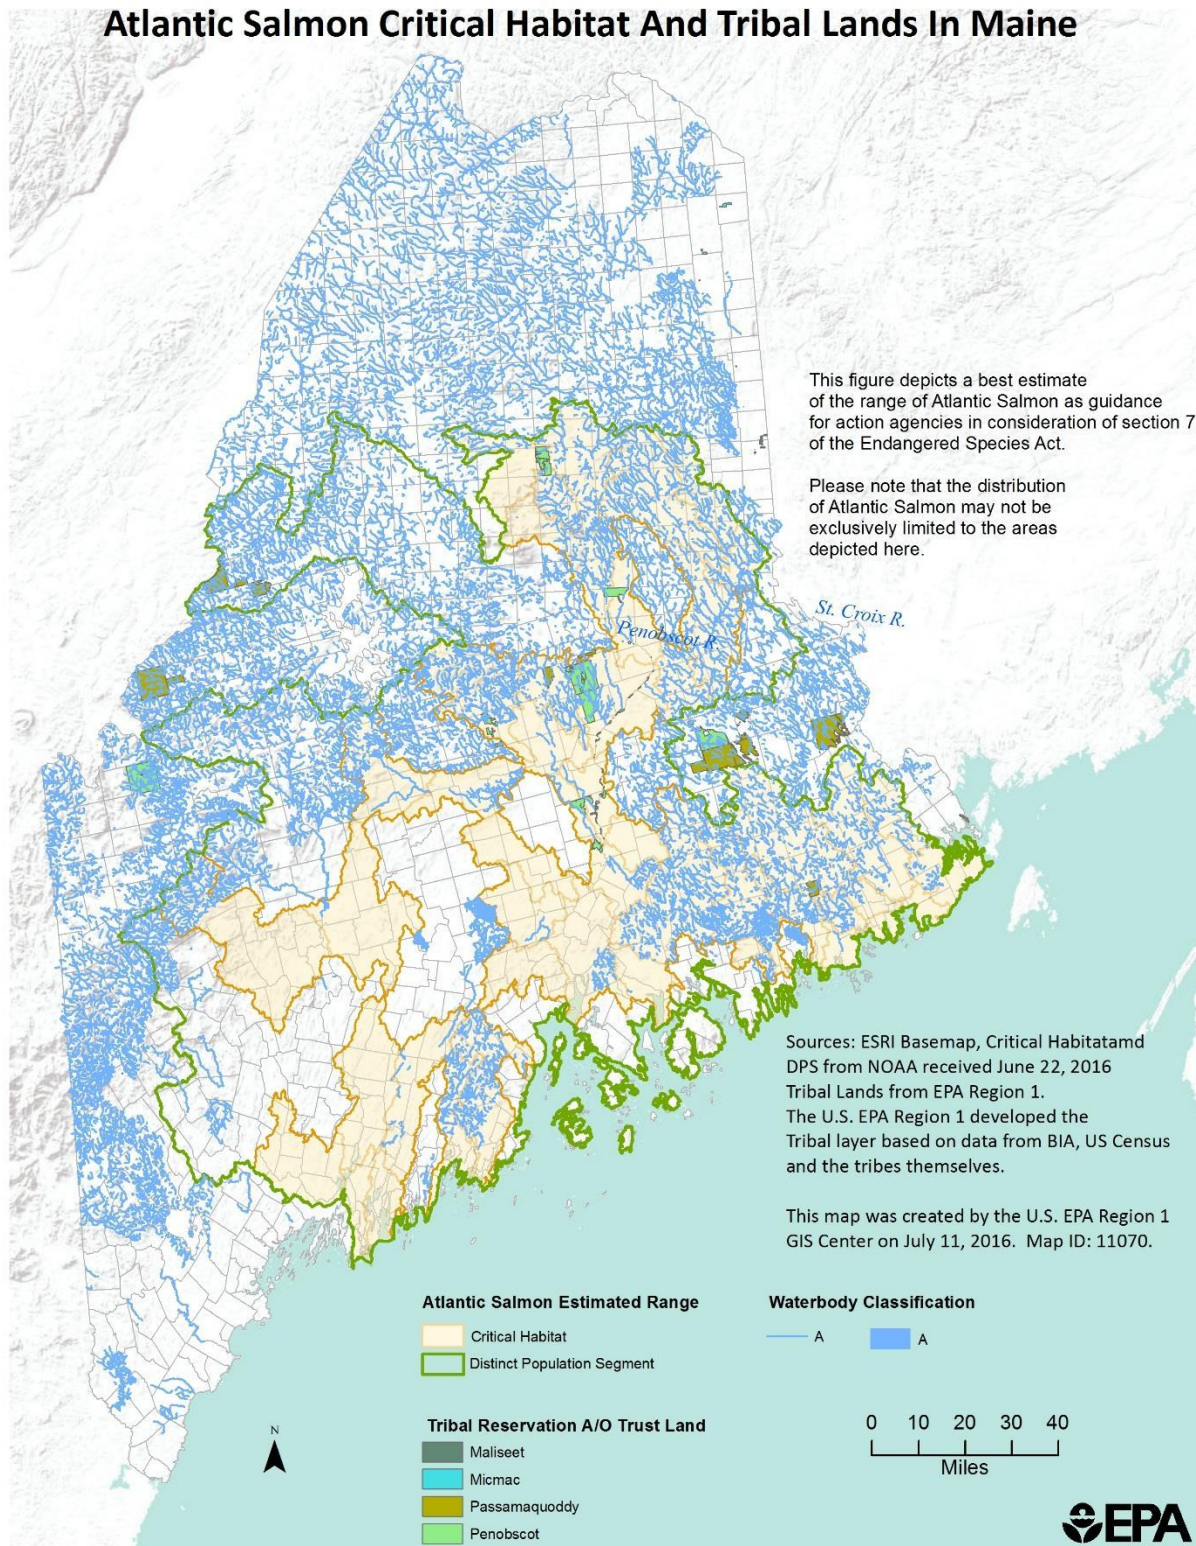 Atlantic Salmon Critical Habitat And Tribal Lands In Maine
This figure depicts a best estimate
of the range of Atlantic Salmon as guidance
for action agencies in consideration of section 7
of the Endangered Species Act.
Please note that the distribution
of Atlantic Salmon may not be
exclusively limited to the areas
depicted here.
St. Croix R.
Penobscot R.
Sources: ESRI Basemap, Critical Habitatamd
DPS from NOAA received June 22, 2016
Tribal Lands from EPA Region 1.
The U.S. EPA Region 1 developed the
Tribal layer based on data from BIA, US Census
and the tribes themselves.
This map was created by the U.S. EPA Region 1
GIS Center on July 11, 2016. Map ID: 11070.
Atlantic Salmon Estimated Range
Critical Habitat
Distinct Population Segment
Waterbody Classification
A
A
Tribal Reservation A/O Trust Land
Maliseet
Micmac
Passamaquoddy
Penobscot
N
0 10 20 30 40
Miles
EPA